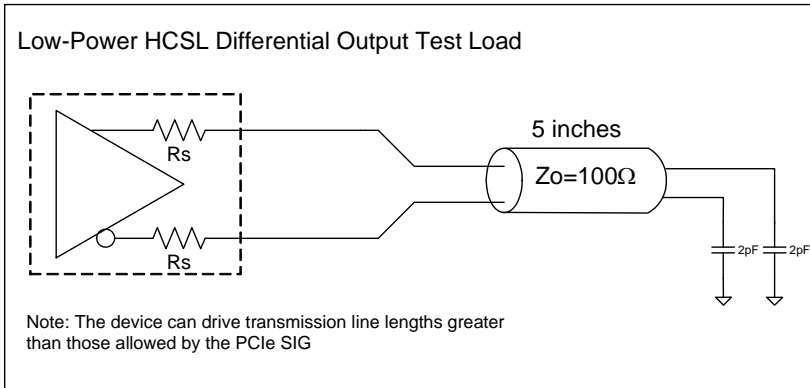 Low-Power HCSL Differential Output Test Load
Rs
Rs
5 inches
Zo=100Ω
2pF
2pF
Note: The device can drive transmission line lengths greater
than those allowed by the PCIe SIG